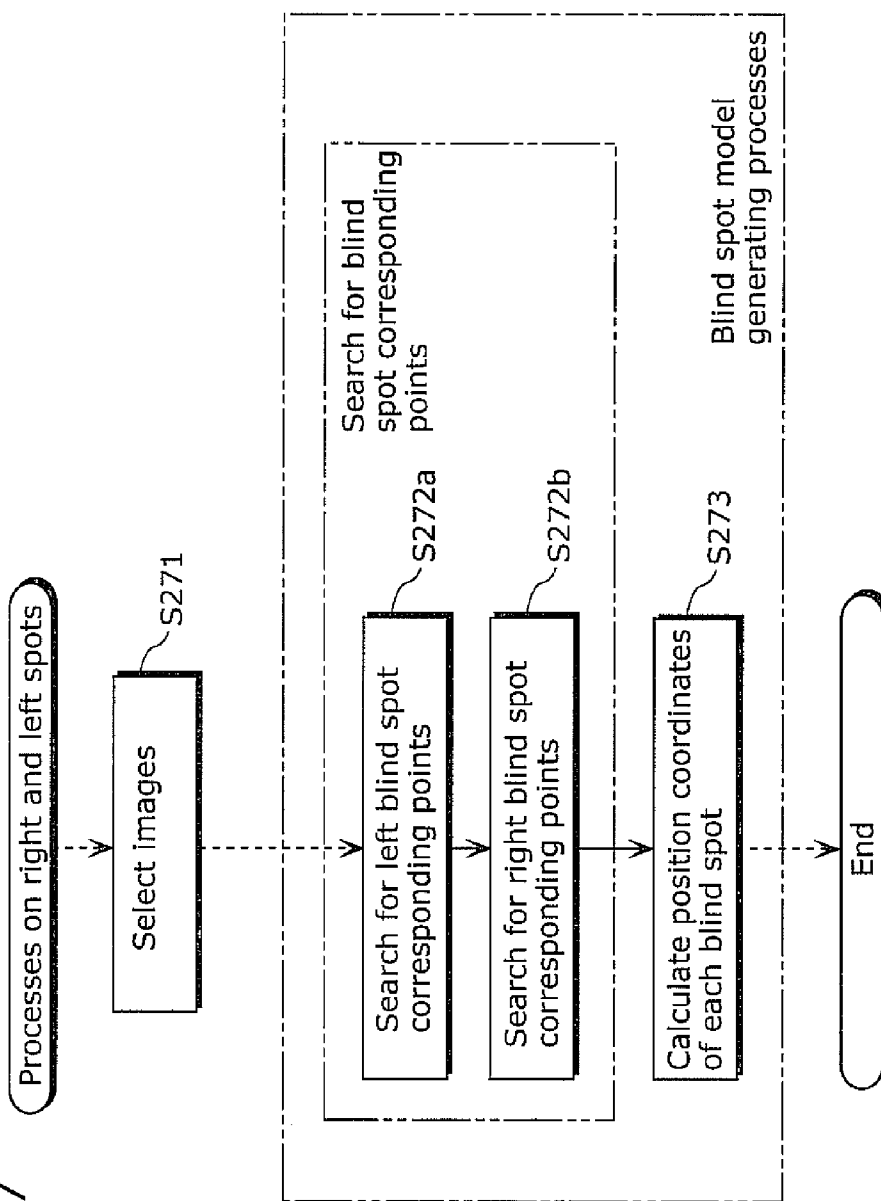 Processes on right and left spots
Select images
S271
Search for blind
spot corresponding
points
Search for left blind spot
corresponding points
S272a
Search for right blind spot
corresponding points
S272b
Calculate position coordinates
of each blind spot
S273
Blind spot model
generating processes
End